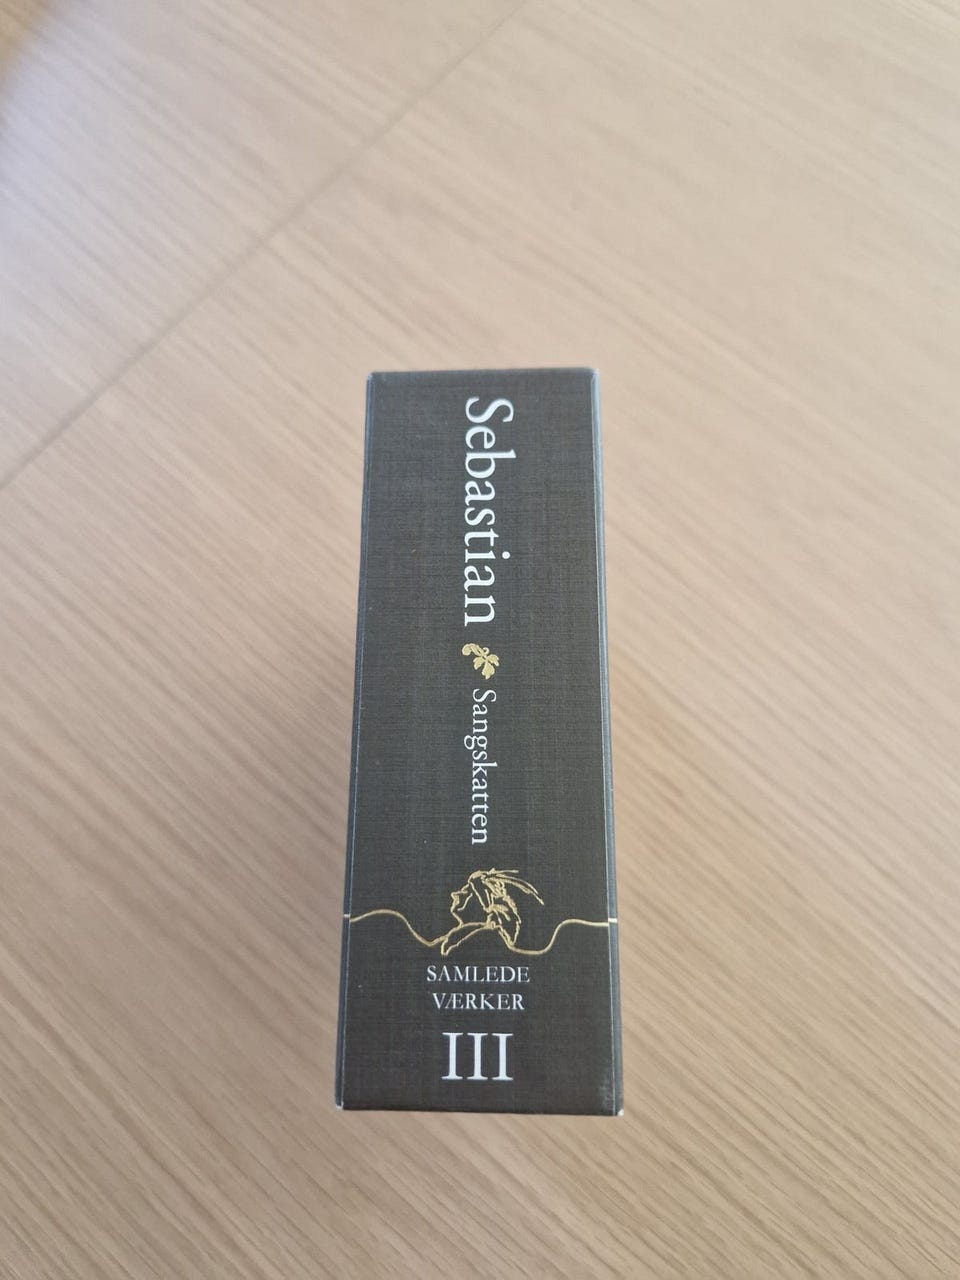 Sebastian
Sangskatten
SAMLEDE
VÆRKER
III